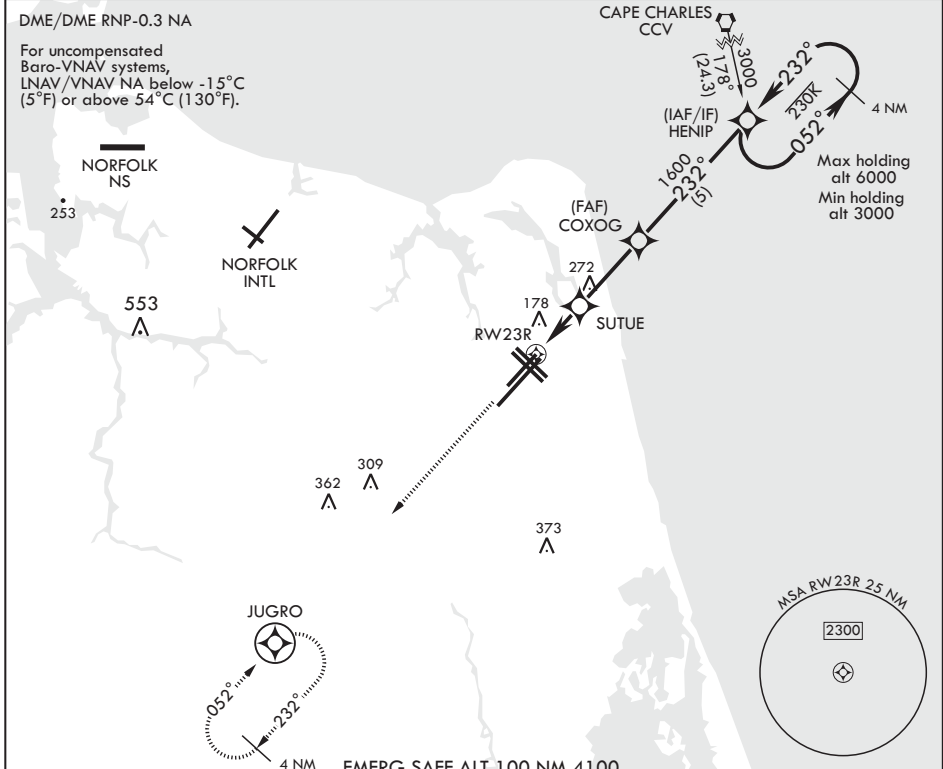 DME/DME RNP-0.3 NA
For uncompensated
Baro-VNAV systems,
LNAV/VNAV NA below -15°C
(5°F) or above 54°C (130°F).
CAPE CHARLES
CCV
3000
178°
(24.3)
232°
230K
052°
4 NM
(IAF/IF)
HENIP
Max holding
alt 6000
Min holding
alt 3000
1600
232°
(5)
NORFOLK
NS
253
(FAF)
COXOG
NORFOLK
INTL
272
553
178
SUTUE
RW23R
309
362
373
JUGRO
052°
232°
4 NM
MSA RW23R 25 NM
2300
EMERG SAFE ALT 100 NM 4100